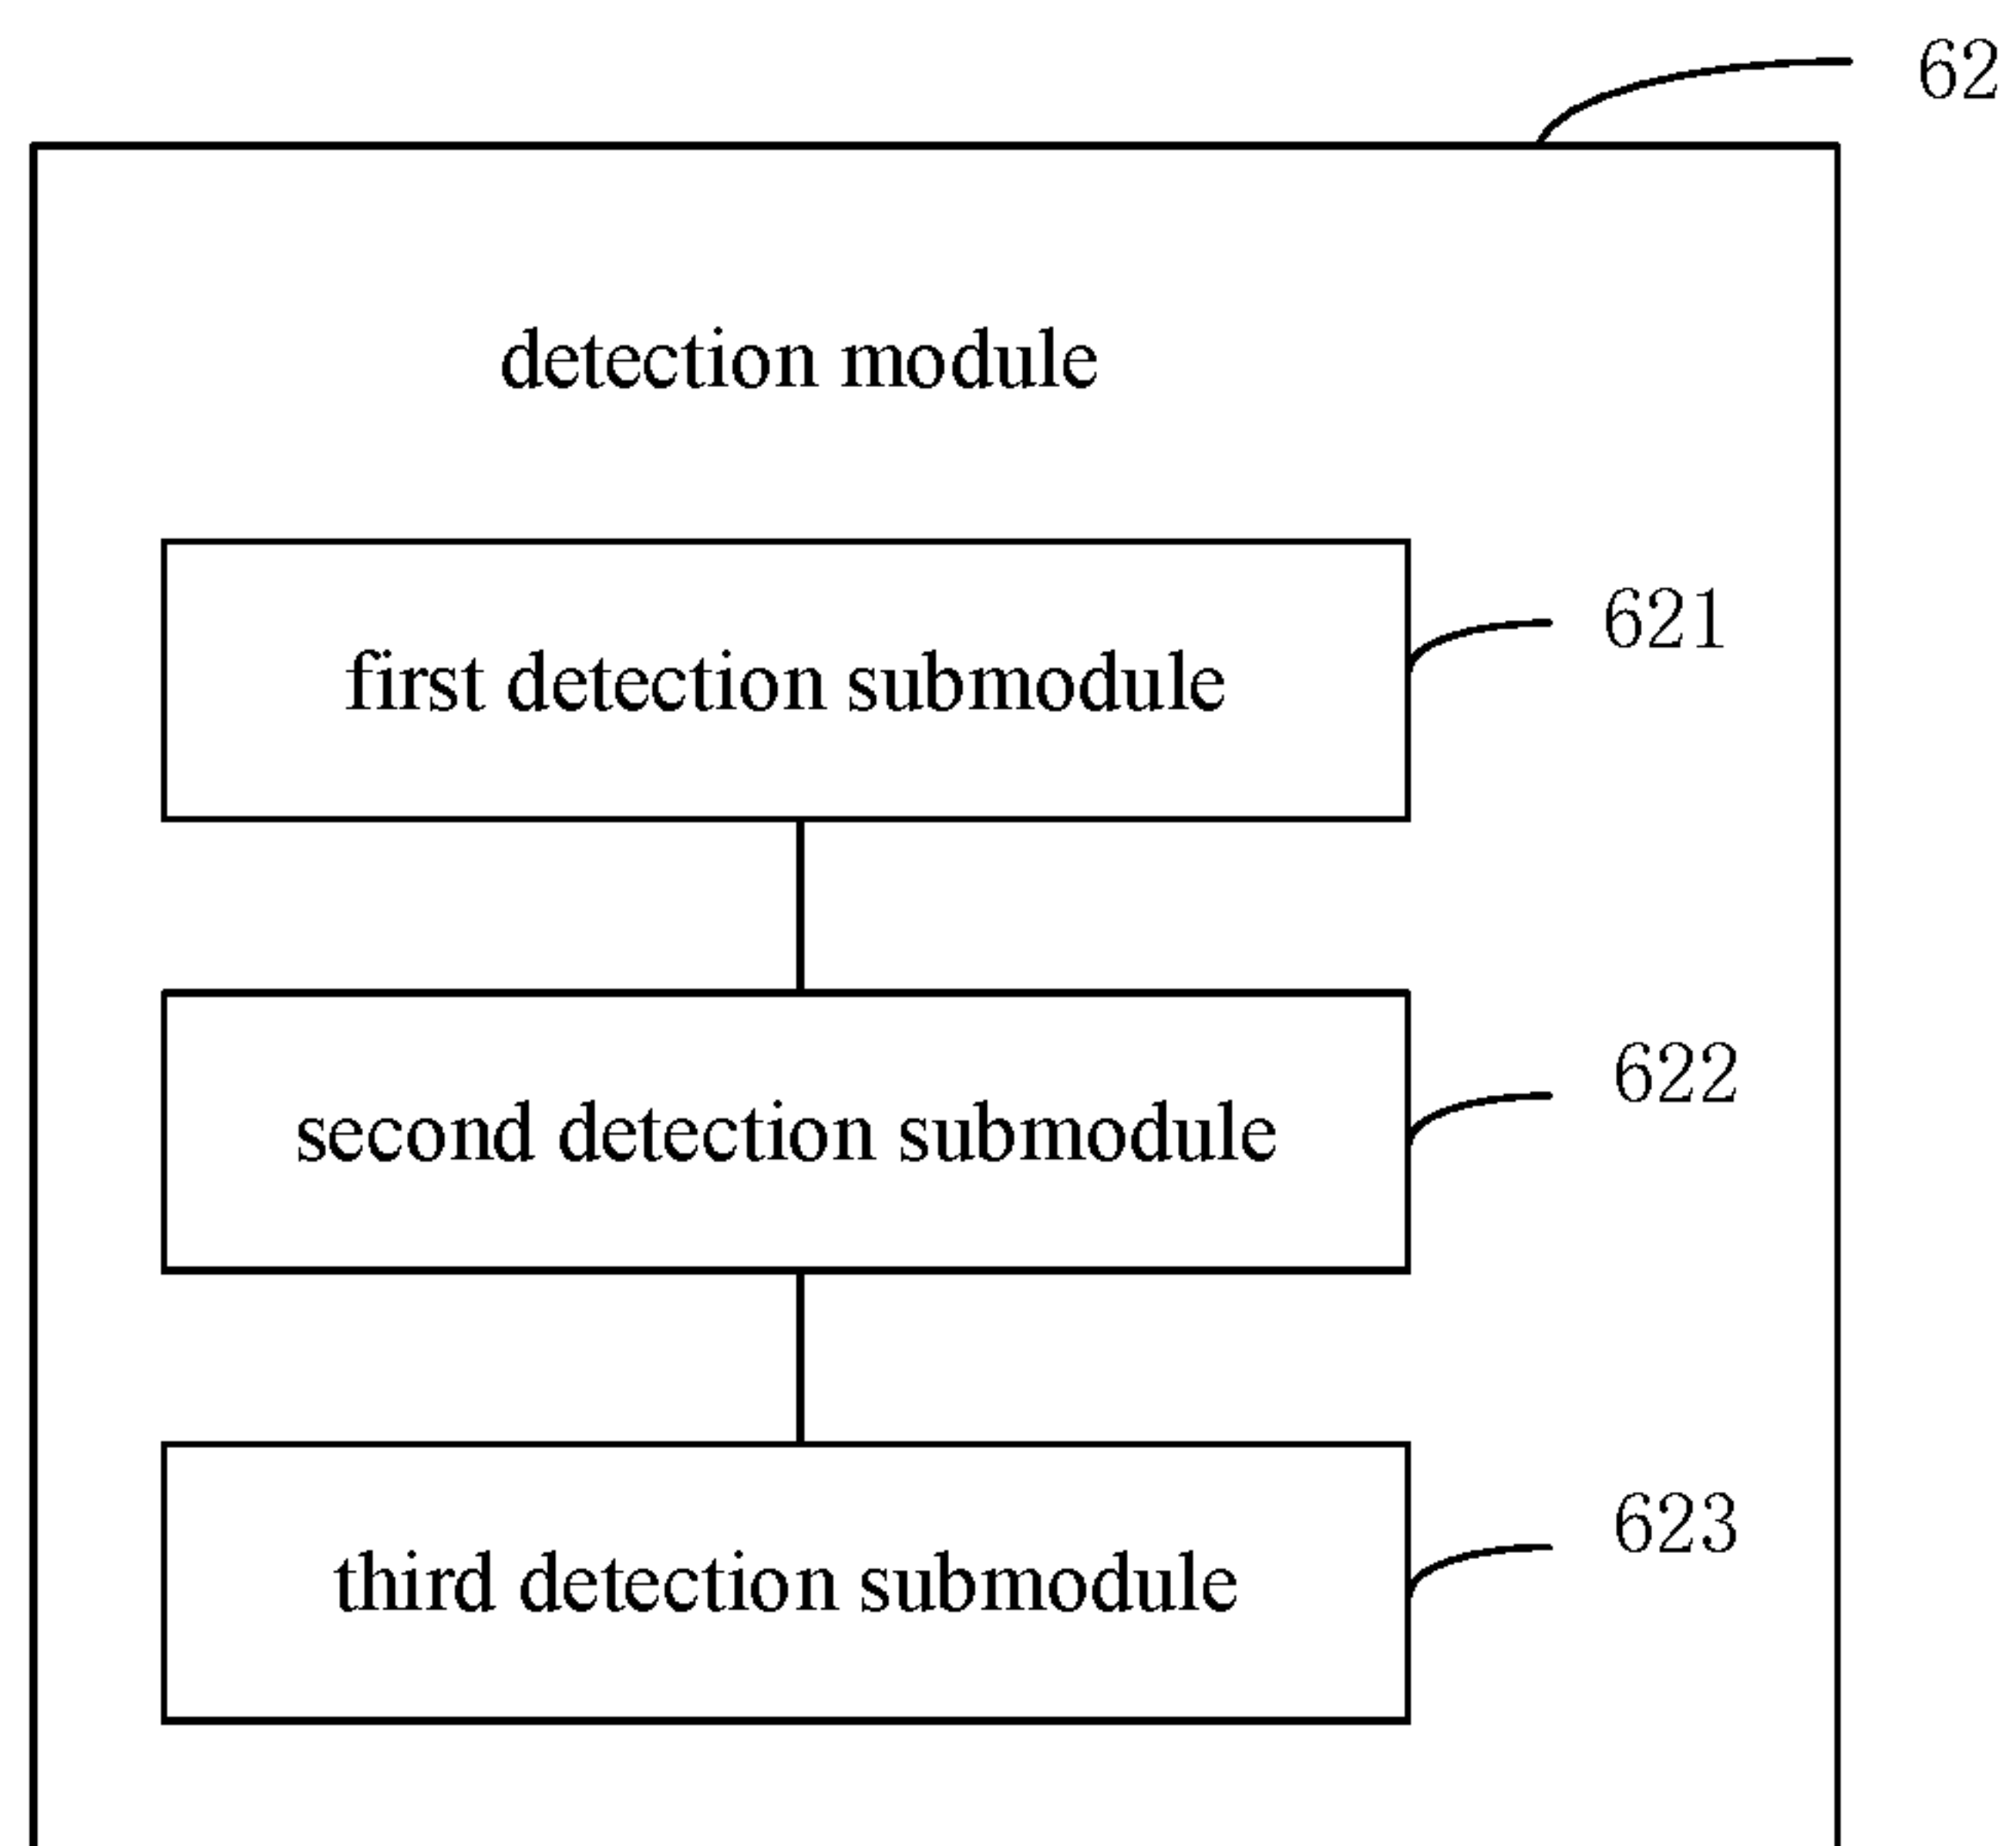 62
detection module
621
first detection submodule
622
second detection submodule
623
third detection submodule